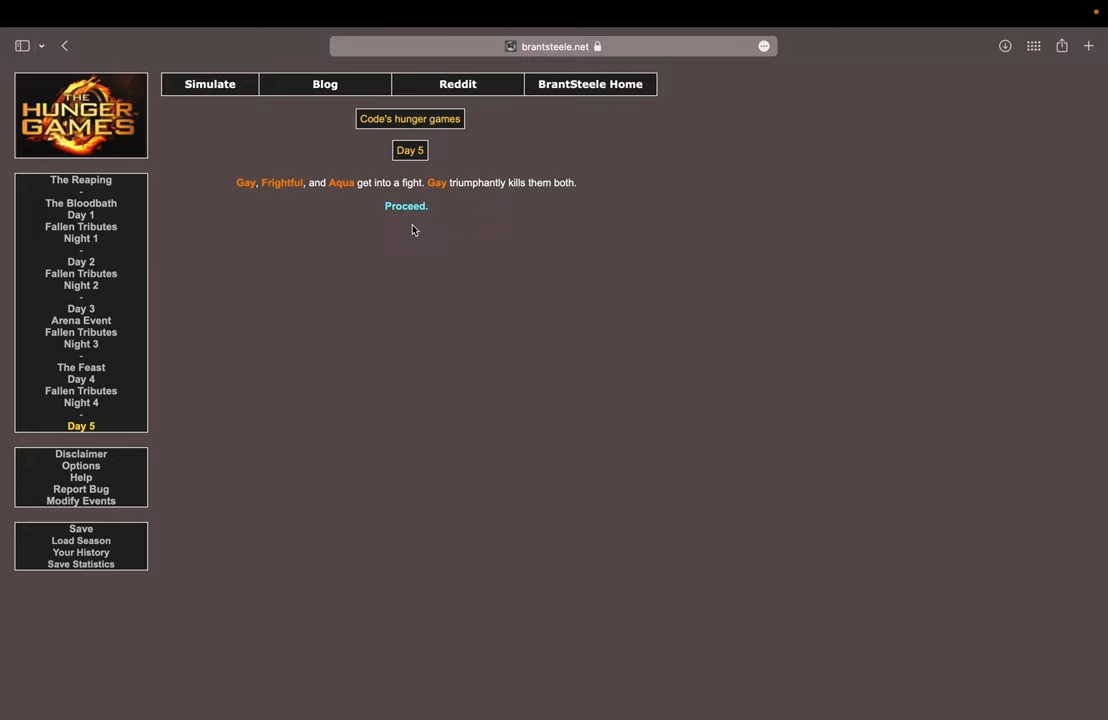 brantsteele.net
THE
HUNGER
GAMES
Simulate
Blog
Reddit
BrantSteele Home
Code's hunger games
Day 5
Gay, Frightful, and Aqua get into a fight. Gay triumphantly kills them both.
Proceed.
The Reaping
-
The Bloodbath
Day 1
Fallen Tributes
Night 1
-
Day 2
Fallen Tributes
Night 2
-
Day 3
Arena Event
Fallen Tributes
Night 3
-
The Feast
Day 4
Fallen Tributes
Night 4
-
Day 5
Disclaimer
Options
Help
Report Bug
Modify Events
Save
Load Season
Your History
Save Statistics